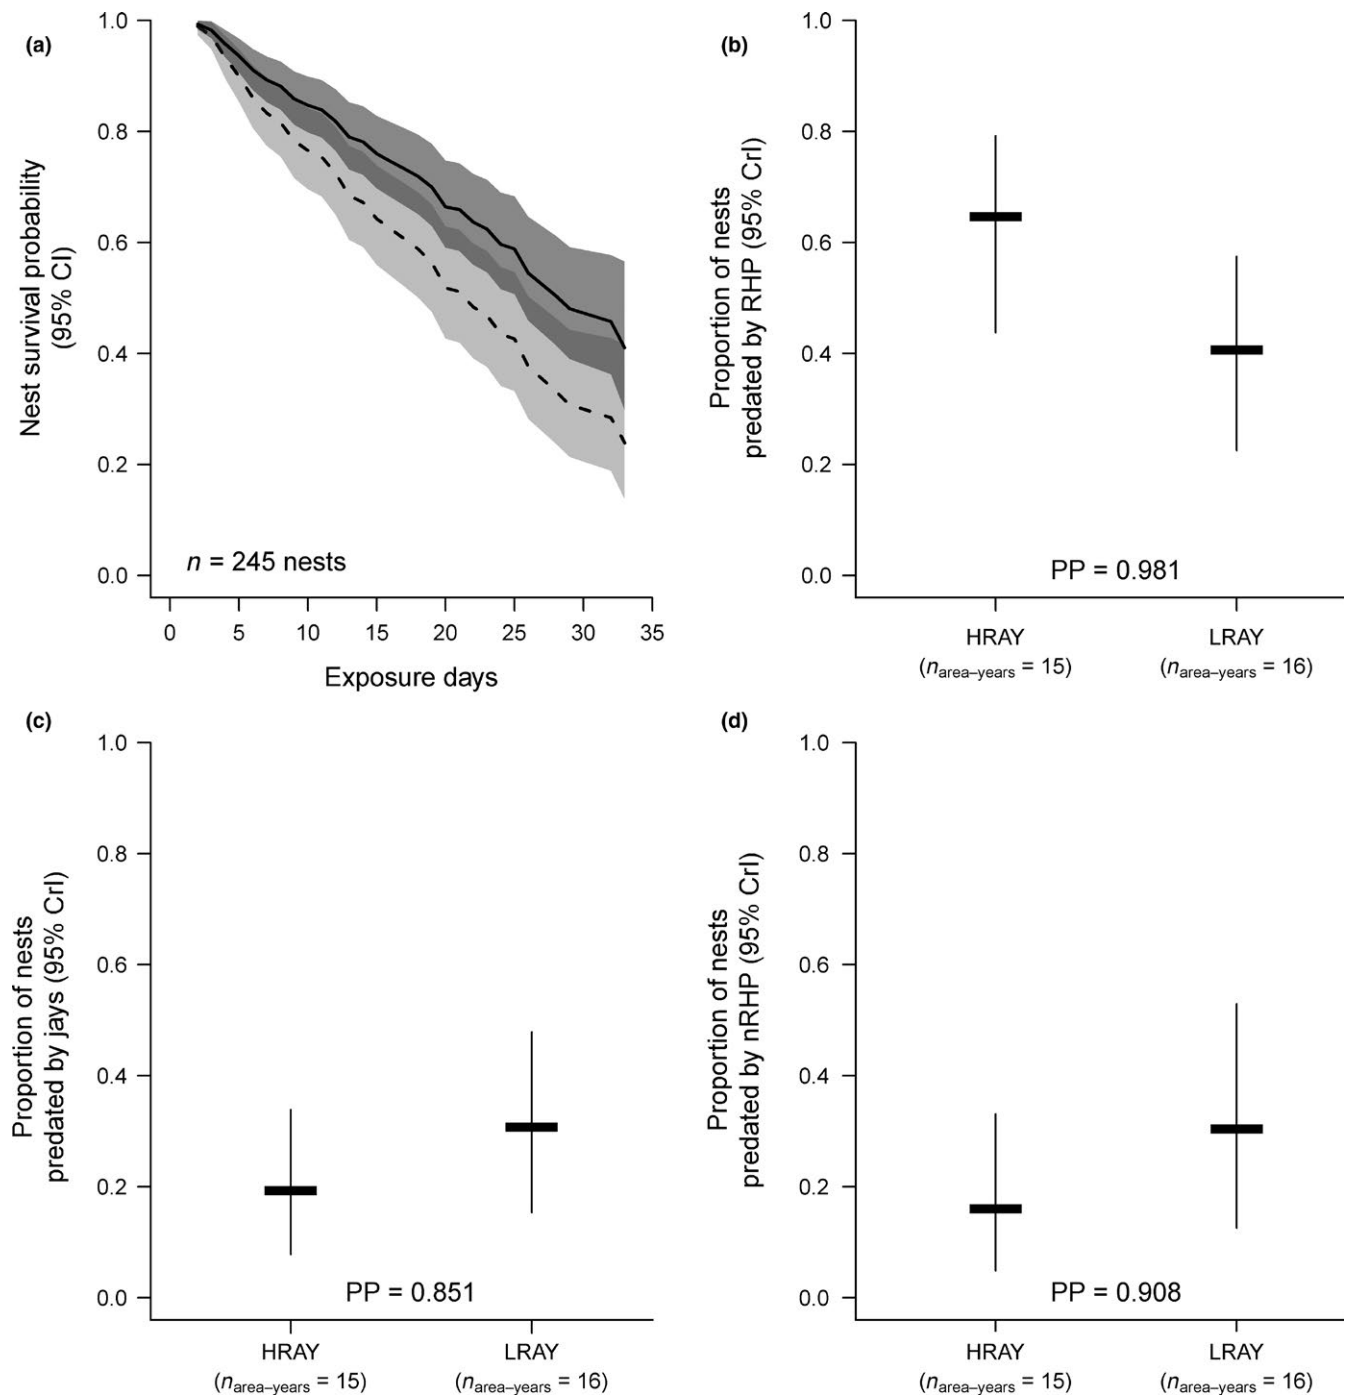 (a)
Nest survival probability
(95% CI)
1.0
0.8
0.6
0.4
0.2
0.0
n = 245 nests
0 5 10 15 20 25 30 35
Exposure days
(b)
Proportion of nests
predated by RHP (95% CrI)
1.0
0.8
0.6
0.4
0.2
0.0
PP = 0.981
HRAY LRAY
(narea–years = 15) (narea–years = 16)
(c)
Proportion of nests
predated by jays (95% CrI)
1.0
0.8
0.6
0.4
0.2
0.0
PP = 0.851
HRAY LRAY
(narea–years = 15) (narea–years = 16)
(d)
Proportion of nests
predated by nRHP (95% CrI)
1.0
0.8
0.6
0.4
0.2
0.0
PP = 0.908
HRAY LRAY
(narea–years = 15) (narea–years = 16)